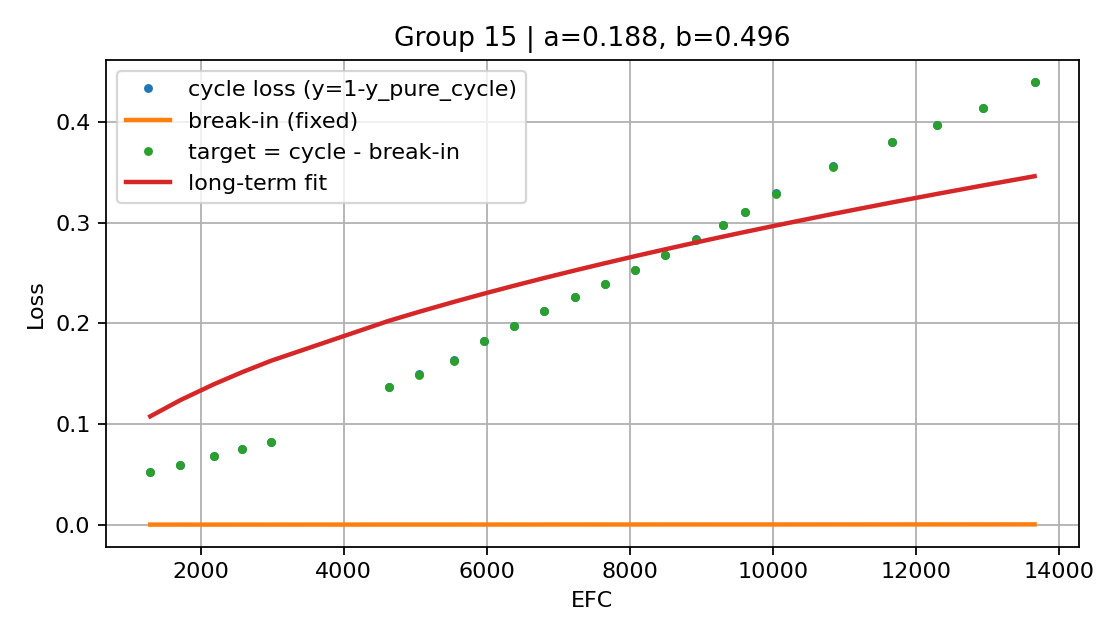 Group 15 | a=0.188, b=0.496
cycle loss (y=1-y_pure_cycle)
break-in (fixed)
target = cycle - break-in
long-term fit
Loss
0.4
0.3
0.2
0.1
0.0
2000 4000 6000 8000 10000 12000 14000
EFC